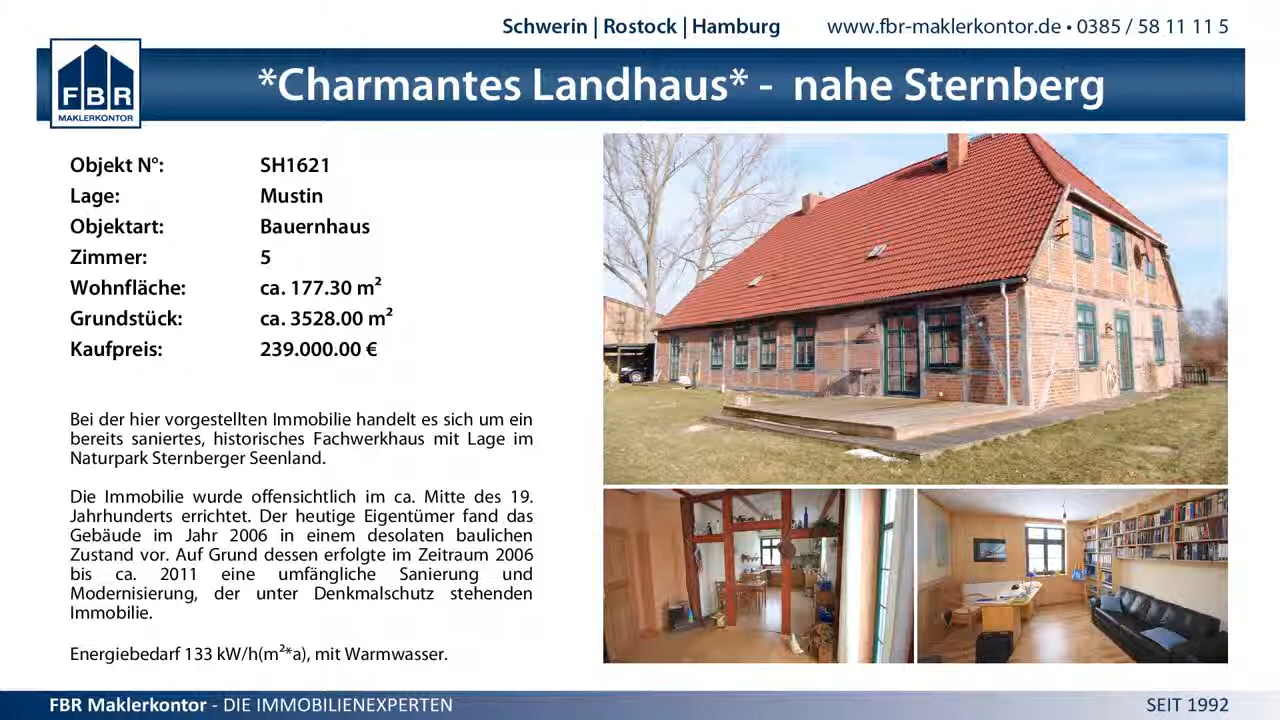 Schwerin | Rostock | Hamburg www.fbr-maklerkontor.de • 0385 / 58 11 11 5
FBR
MAKLERKONTOR
*Charmantes Landhaus* - nahe Sternberg
Objekt N°: SH1621
Lage: Mustin
Objektart: Bauernhaus
Zimmer: 5
Wohnfläche: ca. 177.30 m²
Grundstück: ca. 3528.00 m²
Kaufpreis: 239.000.00 €
Bei der hier vorgestellten Immobilie handelt es sich um ein
bereits saniertes, historisches Fachwerkhaus mit Lage im
Naturpark Sternberger Seenland.
Die Immobilie wurde offensichtlich im ca. Mitte des 19.
Jahrhunderts errichtet. Der heutige Eigentümer fand das
Gebäude im Jahr 2006 in einem desolaten baulichen
Zustand vor. Auf Grund dessen erfolgte im Zeitraum 2006
bis ca. 2011 eine umfängliche Sanierung und
Modernisierung, der unter Denkmalschutz stehenden
Immobilie.
Energiebedarf 133 kW/h(m²*a), mit Warmwasser.
FBR Maklerkontor - DIE IMMOBILIENEXPERTEN SEIT 1992